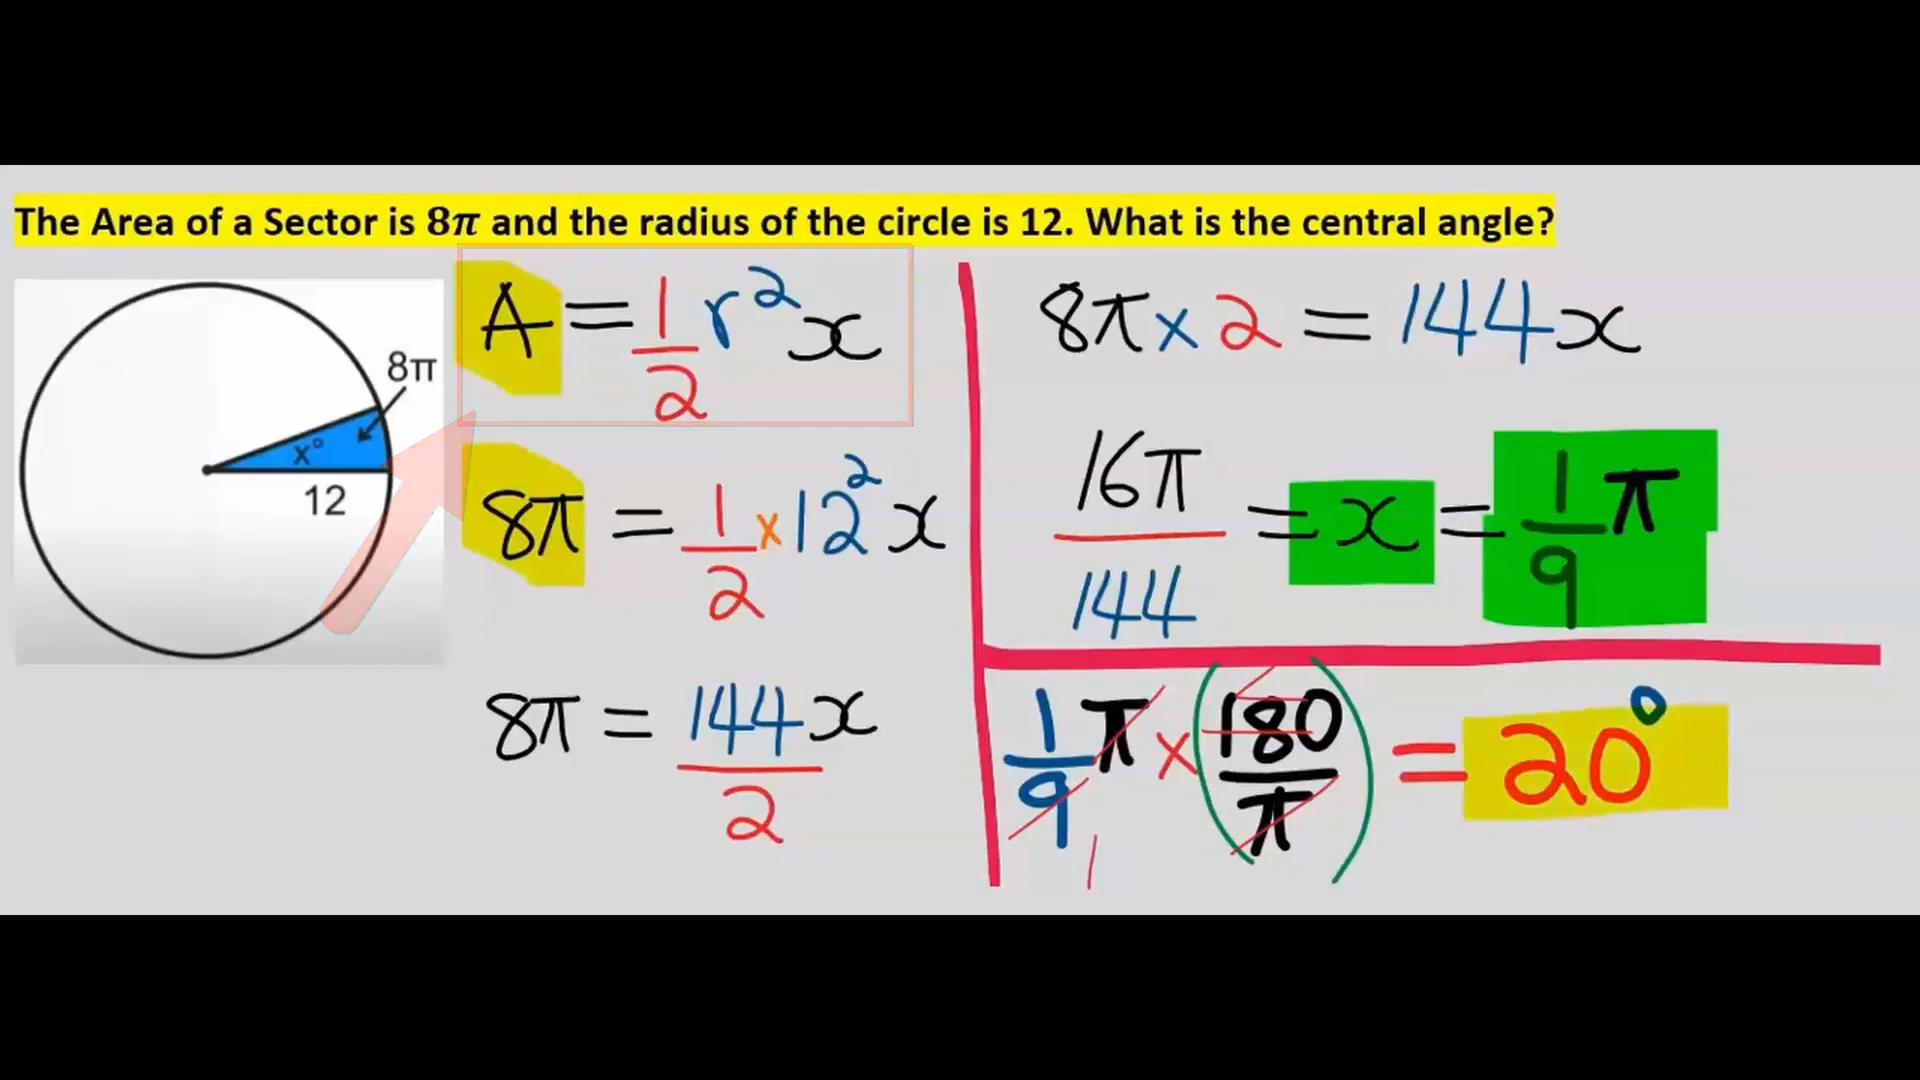 The Area of a Sector is 8π and the radius of the circle is 12. What is the central angle?
8π
x°
12
A = 1/2 r² x
8π = 1/2 × 12² x
8π = 144x/2
8π × 2 = 144x
16π/144 = x = 1/9 π
1/9 π × (180/π) = 20°
1